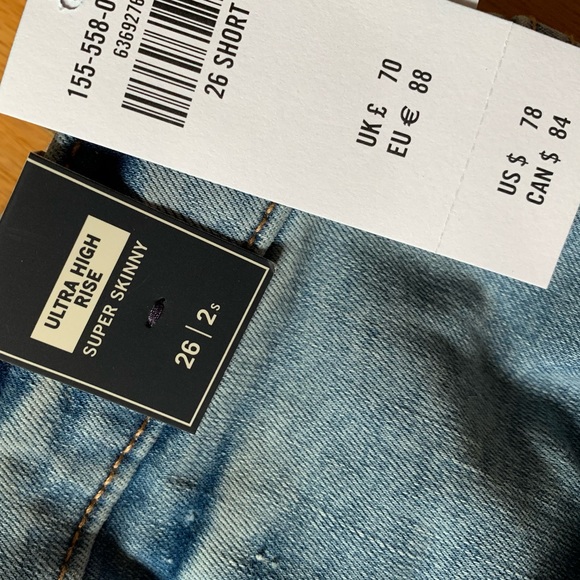 155-558-0
6369276
26 SHORT
UK £ 70
EU € 88
US $ 78
CAN $ 84
ULTRA HIGH
RISE
SUPER SKINNY
26 | 2s